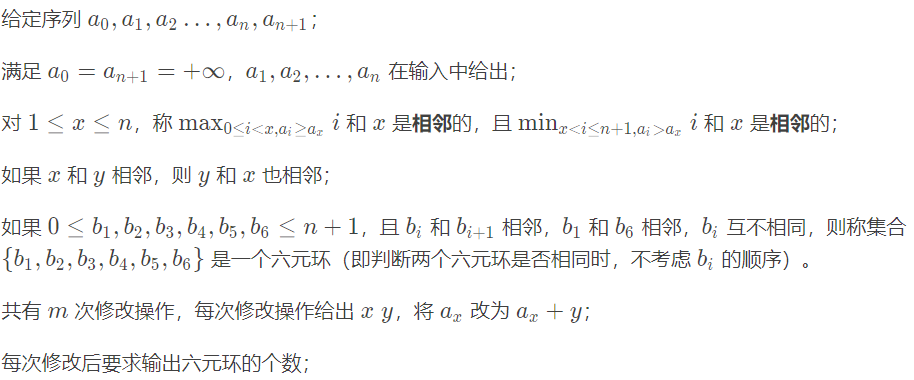 给定序列 $a_0, a_1, a_2 \ldots, a_n, a_{n+1}$；
满足 $a_0 = a_{n+1} = +\infty$，$a_1, a_2, \ldots, a_n$ 在输入中给出；
对 $1 \leq x \leq n$，称 $\max_{0 \leq i < x, a_i \geq a_x} i$ 和 $x$ 是相邻的，且 $\min_{x < i \leq n+1, a_i > a_x} i$ 和 $x$ 是相邻的；
如果 $x$ 和 $y$ 相邻，则 $y$ 和 $x$ 也相邻；
如果 $0 \leq b_1, b_2, b_3, b_4, b_5, b_6 \leq n+1$，且 $b_i$ 和 $b_{i+1}$ 相邻，$b_1$ 和 $b_6$ 相邻，$b_i$ 互不相同，则称集合
$\{b_1, b_2, b_3, b_4, b_5, b_6\}$ 是一个六元环（即判断两个六元环是否相同时，不考虑 $b_i$ 的顺序）。
共有 $m$ 次修改操作，每次修改操作给出 $x\ y$，将 $a_x$ 改为 $a_x + y$；
每次修改后要求输出六元环的个数；